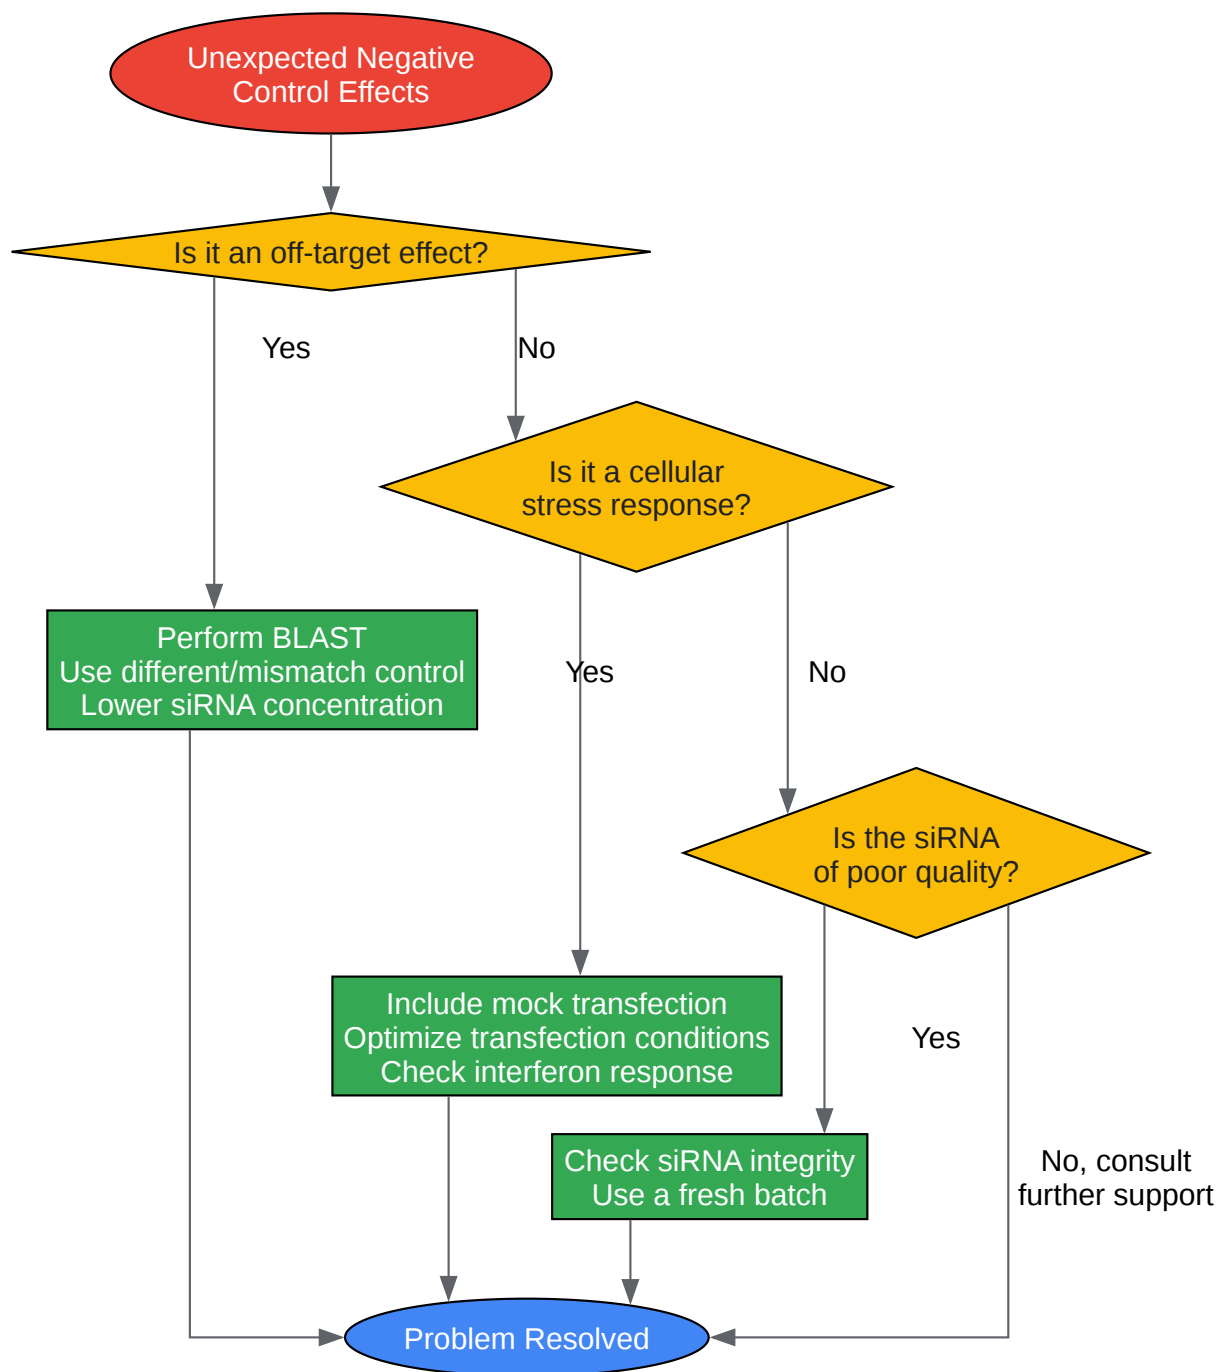 Unexpected Negative
Control Effects
Is it an off-target effect?
Yes
No
Is it a cellular
stress response?
Perform BLAST
Use different/mismatch control
Lower siRNA concentration
Yes
No
Is the siRNA
of poor quality?
Include mock transfection
Optimize transfection conditions
Check interferon response
Yes
Check siRNA integrity
Use a fresh batch
No, consult
further support
Problem Resolved